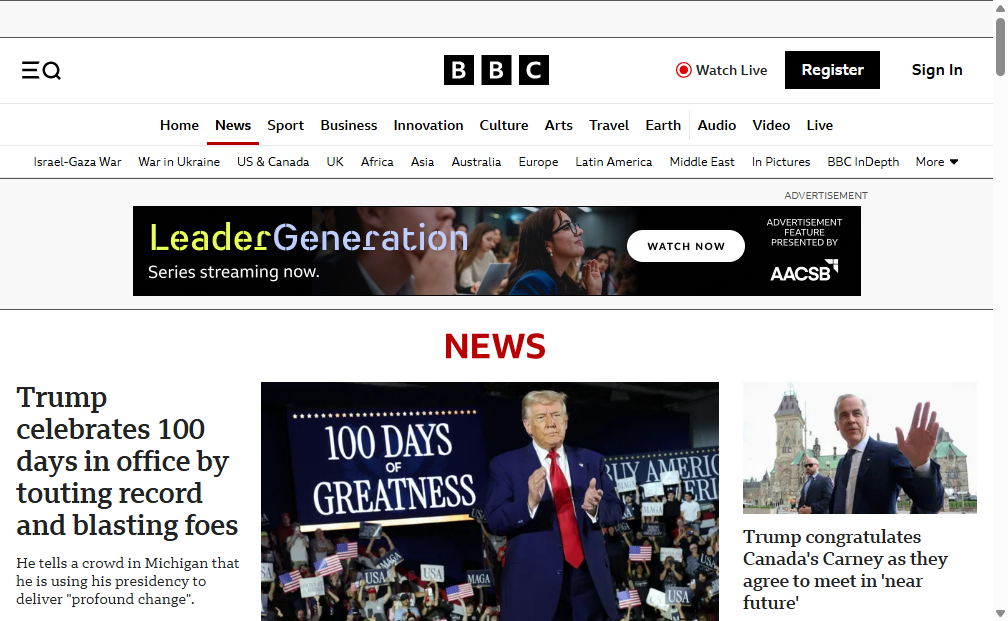 BBC
Watch Live
Register
Sign In
Home
News
Sport
Business
Innovation
Culture
Arts
Travel
Earth
Audio
Video
Live
Israel-Gaza War
War in Ukraine
US & Canada
UK
Africa
Asia
Australia
Europe
Latin America
Middle East
In Pictures
BBC InDepth
More
ADVERTISEMENT
LeaderGeneration
Series streaming now.
WATCH NOW
ADVERTISEMENT
FEATURE
PRESENTED BY
AACSB
NEWS
Trump
celebrates 100
days in office by
touting record
and blasting foes
He tells a crowd in Michigan that
he is using his presidency to
deliver "profound change".
100 DAYS
OF
GREATNESS
USA
MAGA
USA
USA
MAGA
MAGA
USA
Trump congratulates
Canada's Carney as they
agree to meet in 'near
future'